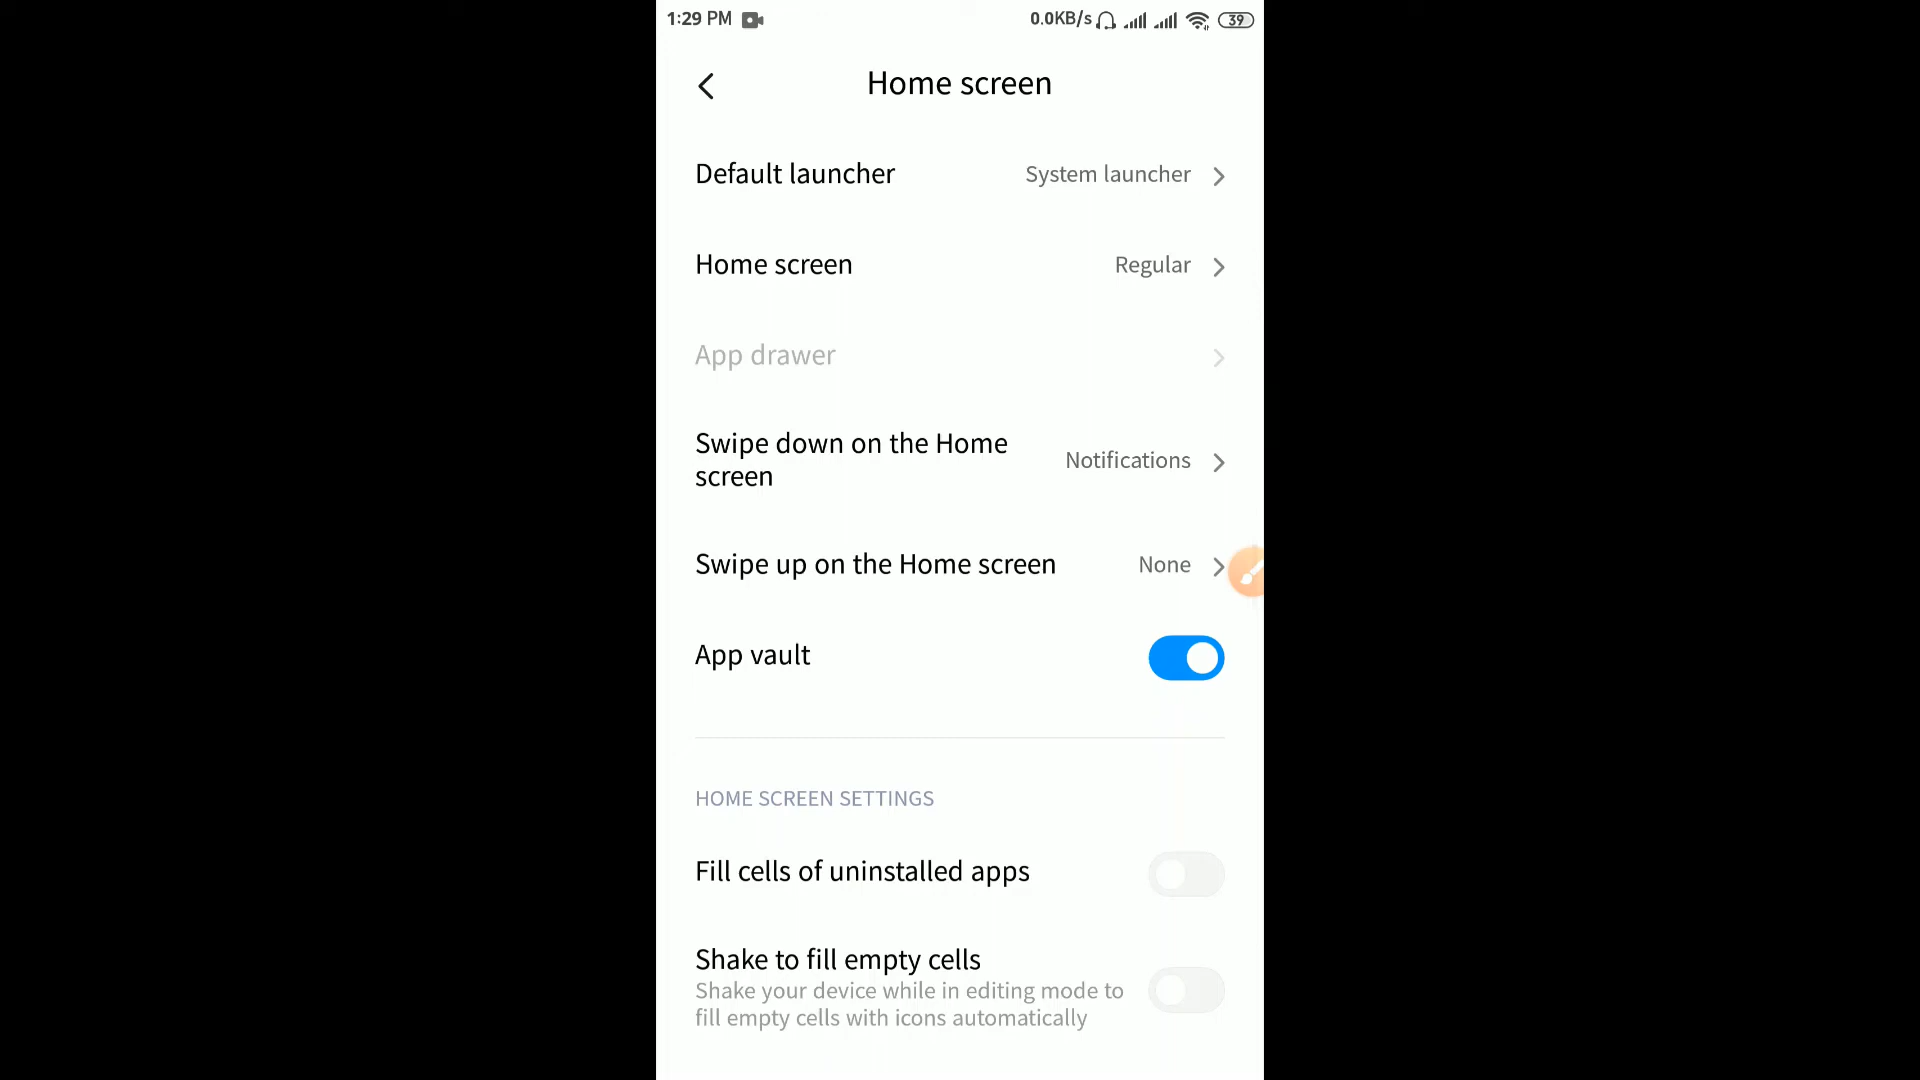 1:29 PM 0.0KB/s 39
Home screen
Default launcher System launcher
Home screen Regular
App drawer
Swipe down on the Home
screen
Notifications
Swipe up on the Home screen None
App vault
HOME SCREEN SETTINGS
Fill cells of uninstalled apps
Shake to fill empty cells
Shake your device while in editing mode to
fill empty cells with icons automatically